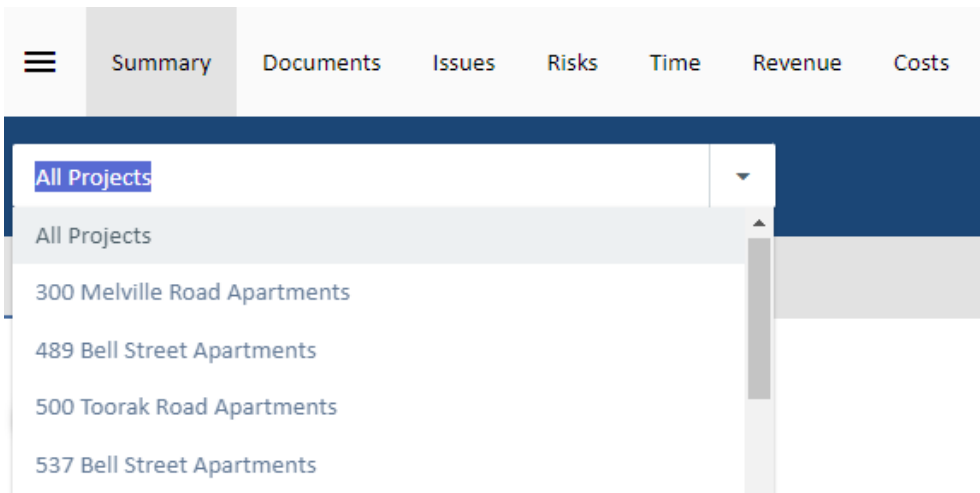 Summary Documents Issues Risks Time Revenue Costs
All Projects
All Projects
300 Melville Road Apartments
489 Bell Street Apartments
500 Toorak Road Apartments
537 Bell Street Apartments